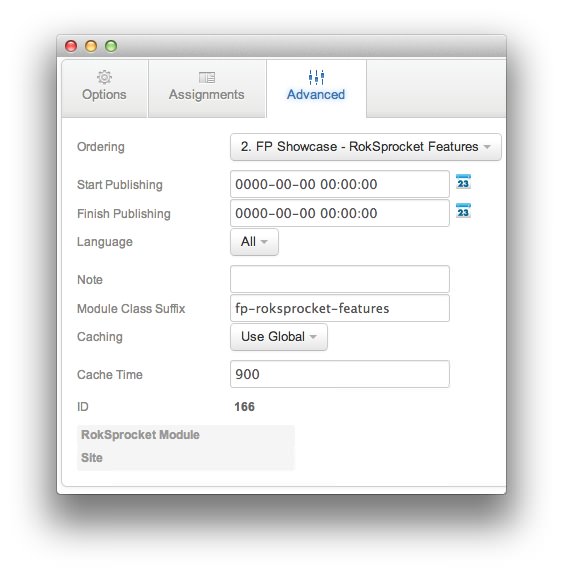 Options Assignments Advanced
Ordering 2. FP Showcase - RokSprocket Features
Start Publishing 0000-00-00 00:00:00 23
Finish Publishing 0000-00-00 00:00:00 23
Language All
Note
Module Class Suffix fp-roksprocket-features
Caching Use Global
Cache Time 900
ID 166
RokSprocket Module
Site